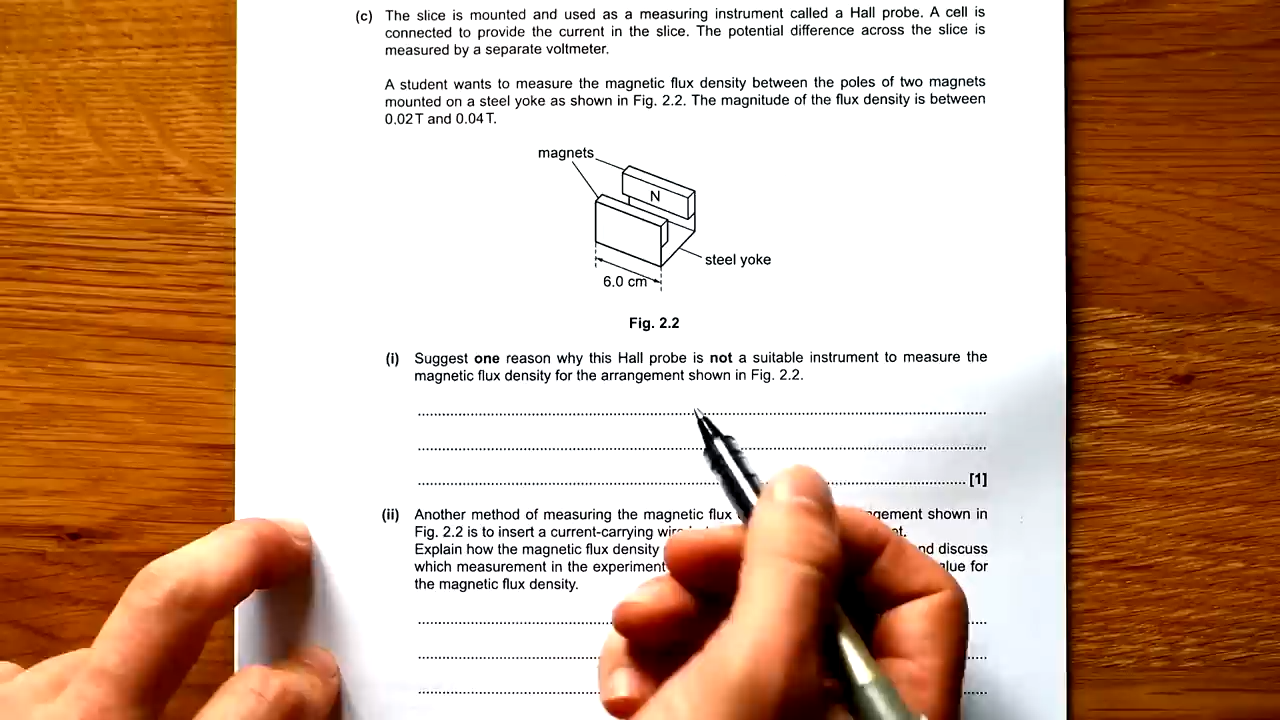 (c) The slice is mounted and used as a measuring instrument called a Hall probe. A cell is
connected to provide the current in the slice. The potential difference across the slice is
measured by a separate voltmeter.
A student wants to measure the magnetic flux density between the poles of two magnets
mounted on a steel yoke as shown in Fig. 2.2. The magnitude of the flux density is between
0.02T and 0.04T.
magnets
N
steel yoke
6.0 cm
Fig. 2.2
(i) Suggest one reason why this Hall probe is not a suitable instrument to measure the
magnetic flux density for the arrangement shown in Fig. 2.2.
[1]
(ii) Another method of measuring the magnetic flux shown in
Fig. 2.2 is to insert a current-carrying
Explain how the magnetic flux density discuss
which measurement in the experiment for
the magnetic flux density.